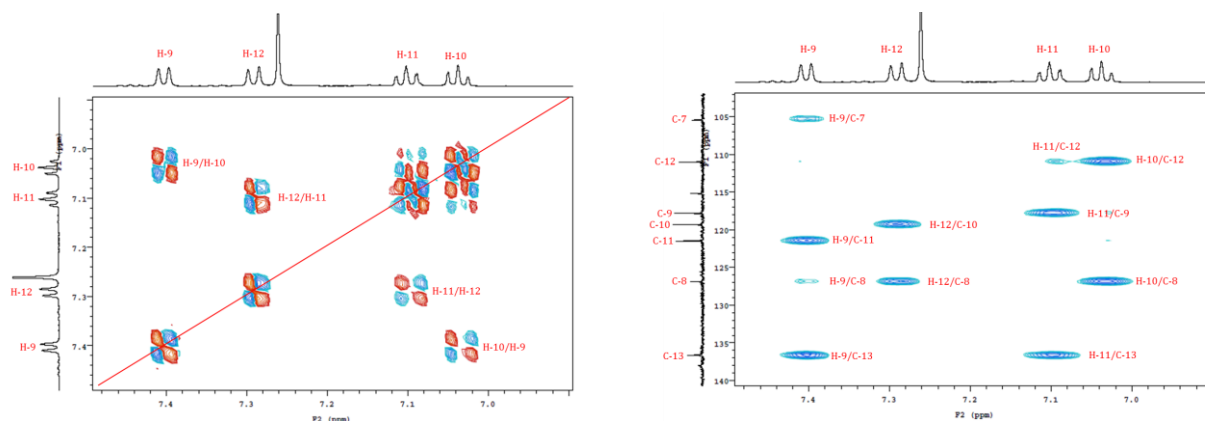 H-9 H-12 H-11 H-10
H-10
H-11
H-12
H-9
(ppm)
7.0
7.1
7.2
7.3
7.4
H-9/H-10
H-12/H-11
H-11/H-12
H-10/H-9
7.4 7.3 7.2 7.1 7.0
F2 (ppm)
H-9 H-12 H-11 H-10
C-7
C-12
C-9
C-10
C-11
C-8
C-13
(ppm)
105
110
115
120
125
130
135
140
H-9/C-7
H-11/C-12
H-10/C-12
H-11/C-9
H-12/C-10
H-9/C-11
H-9/C-8 H-12/C-8 H-10/C-8
H-9/C-13 H-11/C-13
7.4 7.3 7.2 7.1 7.0
F2 (ppm)